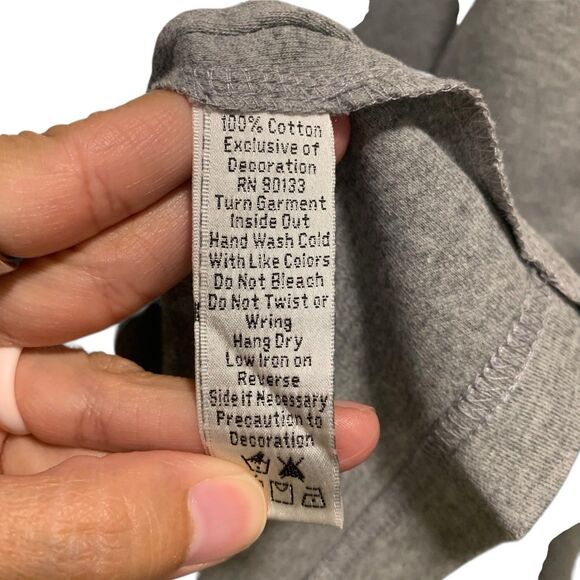 100% Cotton
Exclusive of
Decoration
RN 90133
Turn Garment
Inside Out
Hand Wash Cold
With Like Colors
Do Not Bleach
Do Not Twist or
Wring
Hang Dry
Low Iron on
Reverse
Side if Necessary
Precaution to
Decoration